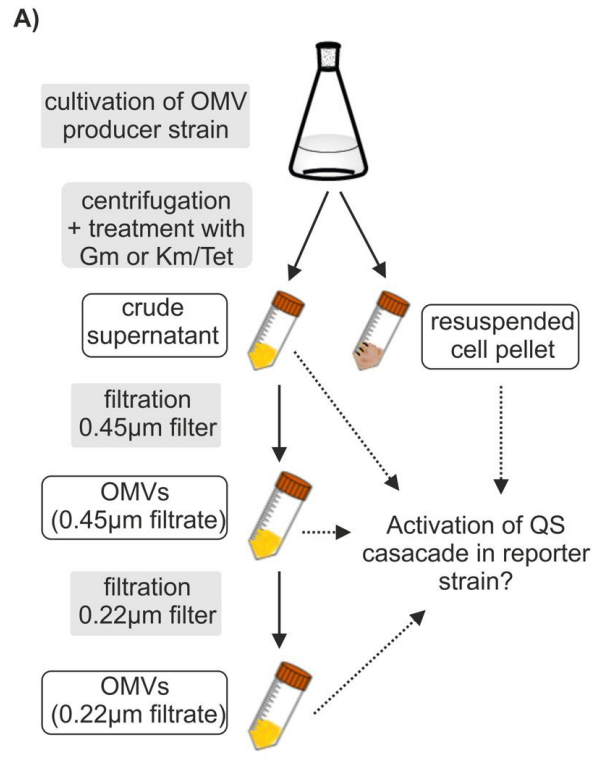 A)
cultivation of OMV
producer strain
centrifugation
+ treatment with
Gm or Km/Tet
crude
supernatant
resuspended
cell pellet
filtration
0.45µm filter
OMVs
(0.45µm filtrate)
Activation of QS
casacade in reporter
strain?
filtration
0.22µm filter
OMVs
(0.22µm filtrate)